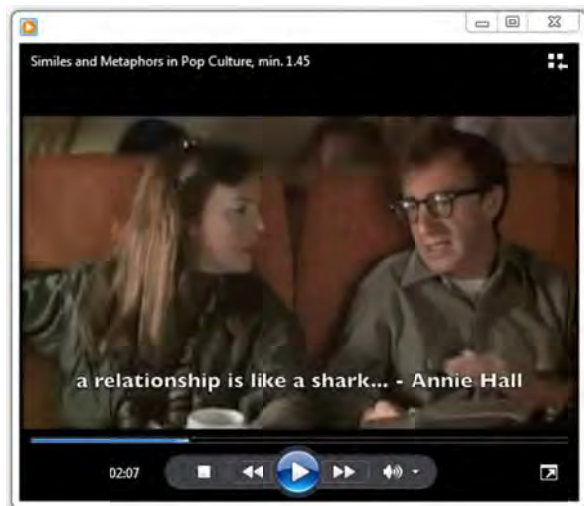 Similes and Metaphors in Pop Culture, min. 1.45
a relationship is like a shark... - Annie Hall
02:07